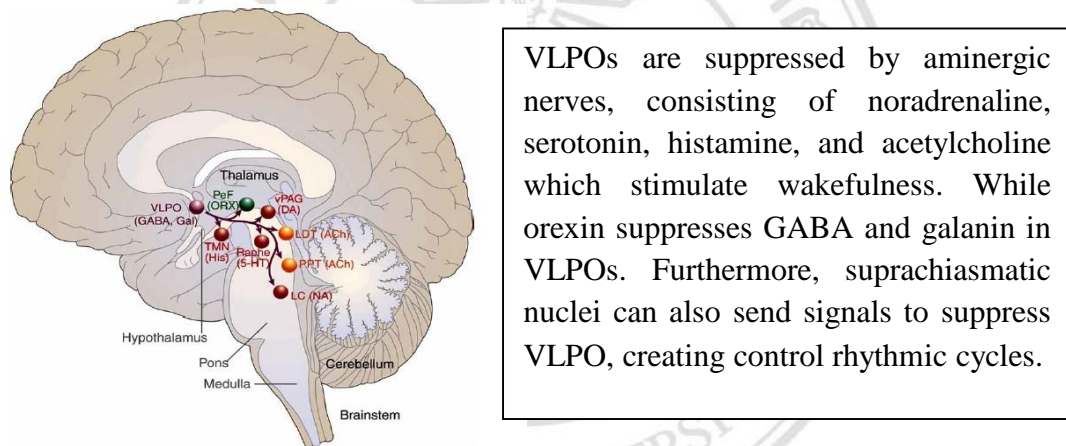 Thalamus
PeF
(ORX)
vPAG
(DA)
VLPO
(GABA, Gal)
LDT (ACh)
TMN
(His)
Raphe
(5-HT)
PPT (ACh)
LC (NA)
Hypothalamus
Pons
Medulla
Cerebellum
Brainstem
VLPOs are suppressed by aminergic
nerves, consisting of noradrenaline,
serotonin, histamine, and acetylcholine
which stimulate wakefulness. While
orexin suppresses GABA and galanin in
VLPOs. Furthermore, suprachiasmatic
nuclei can also send signals to suppress
VLPO, creating control rhythmic cycles.